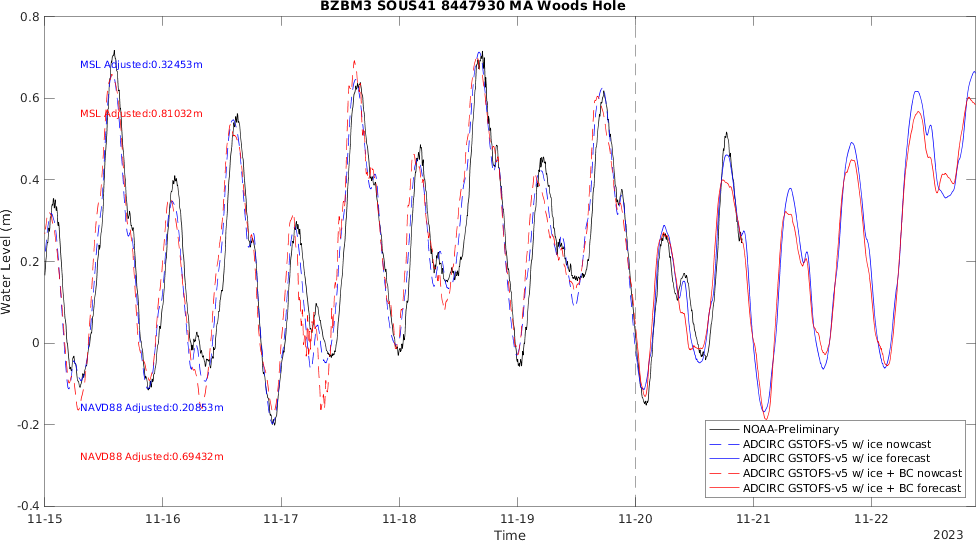 BZBM3 SOUS41 8447930 MA Woods Hole
0.8
MSL Adjusted:0.32453m
0.6
MSL Adjusted:0.81032m
0.4
0.2
0
NAVD88 Adjusted:0.20853m
-0.2
NAVD88 Adjusted:0.69432m
-0.4
Water Level (m)
NOAA-Preliminary
ADCIRC GSTOFS-v5 w/ ice nowcast
ADCIRC GSTOFS-v5 w/ ice forecast
ADCIRC GSTOFS-v5 w/ ice + BC nowcast
ADCIRC GSTOFS-v5 w/ ice + BC forecast
11-15 11-16 11-17 11-18 11-19 11-20 11-21 11-22
Time
2023